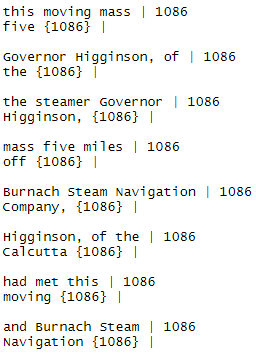 this moving mass | 1086
five {1086} |
Governor Higginson, of | 1086
the {1086} |
the steamer Governor | 1086
Higginson, {1086} |
mass five miles | 1086
off {1086} |
Burnach Steam Navigation | 1086
Company, {1086} |
Higginson, of the | 1086
Calcutta {1086} |
had met this | 1086
moving {1086} |
and Burnach Steam | 1086
Navigation {1086} |